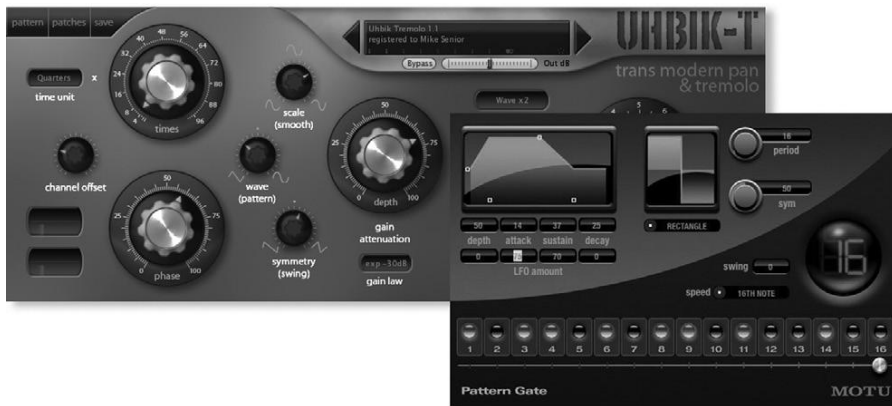 pattern patches save
Uhbik Tremolo 1.1
registered to Mike Senior
UHBIK-T
Bypass Out dB
trans modern pan
& tremolo
Quarters x
time unit
4 8 16 24 32 40 48 56 64 72 80 88 96
times
scale
(smooth)
Wave x2
channel offset
wave
(pattern)
0 25 50 75 100
depth
gain
attenuation
exp -30dB
gain law
0 25 50 75 100
phase
symmetry
(swing)
4 5 6
16
period
50
sym
RECTANGLE
50 14 37 25
depth attack sustain decay
0 70 0
LFO amount
swing 0
speed 16TH NOTE
16
1 2 3 4 5 6 7 8 9 10 11 12 13 14 15 16
Pattern Gate MOTU